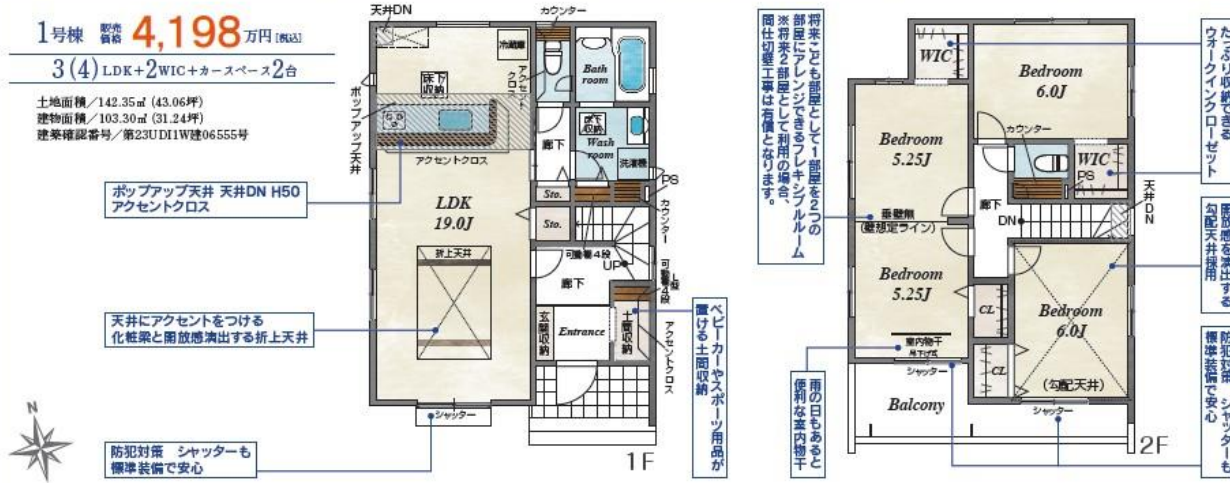 1号棟 販売価格 4,198万円[税込]
3(4)LDK+2WIC+カースペース2台
土地面積/142.35㎡(43.06坪)
建物面積/103.30㎡(31.24坪)
建築確認番号/第23UDI1W建06555号
ポップアップ天井 天井DN H50
アクセントクロス
天井にアクセントをつける
化粧梁と開放感演出する折上天井
防犯対策 シャッターも
標準装備で安心
N
天井DN
カウンター
冷蔵庫
床下収納
アクセントクロス
Bath room
ポップアップ天井
アクセントクロス
廊下
床下収納
Wash room
洗濯機
PS
カウンター
LDK
19.0J
Sto.
Sto.
可動棚4段
UP
折上天井
廊下
L型可動棚4段
玄関収納
Entrance
土間収納
アクセントクロス
シャッター
1F
ベビーカーやスポーツ用品が
置ける土間収納
将来こども部屋として1部屋を2つの
部屋にアレンジできるフレキシブルルーム
※将来2部屋として利用の場合、
間仕切壁工事は有償となります。
WIC
Bedroom
6.0J
Bedroom
5.25J
カウンター
WIC
PS
廊下
DN
天井DN
垂壁無
(壁想定ライン)
Bedroom
5.25J
CL
Bedroom
6.0J
室内物干
吊下げ式
CL
(勾配天井)
シャッター
シャッター
Balcony
2F
雨の日もあると
便利な室内物干
たっぷり収納できる
ウォークインクローゼット
開放感を演出する
勾配天井採用
防犯対策 シャッターも
標準装備で安心